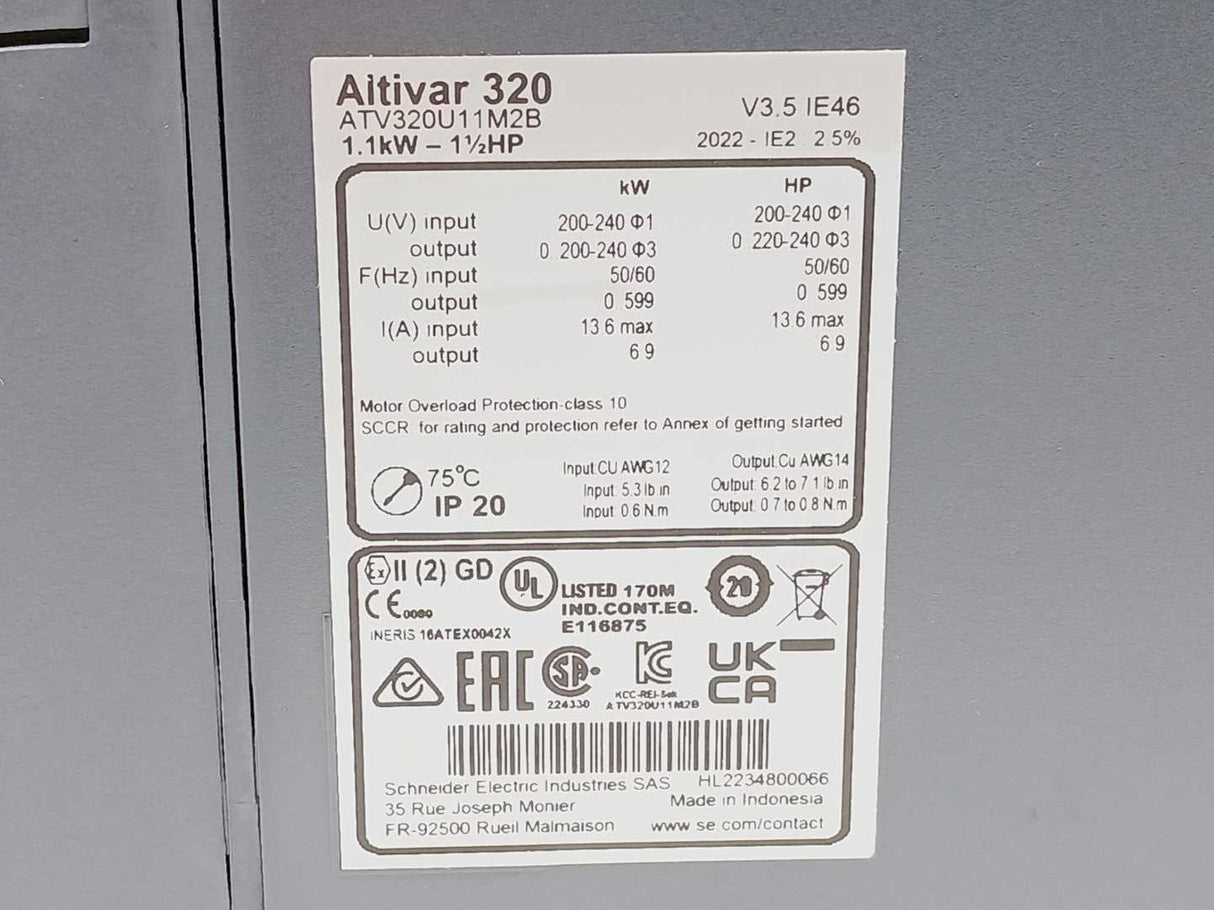 Altivar 320
ATV320U11M2B
1.1kW – 1½HP
V3.5 IE46
2022 - IE2 : 2.5%
kW HP
U(V) input 200-240 Φ1 200-240 Φ1
output 0 200-240 Φ3 0 220-240 Φ3
F(Hz) input 50/60 50/60
output 0 599 0 599
I(A) input 13.6 max 13.6 max
output 6.9 6.9
Motor Overload Protection-class 10
SCCR: for rating and protection refer to Annex of getting started
75°C
IP 20
Input:CU AWG12 Output:Cu AWG14
Input: 5.3 lb in Output: 6.2 to 7.1 lb in
Input: 0.6 N.m Output: 0.7 to 0.8 N.m
Ex II (2) GD
CE 0080
INERIS 16ATEX0042X
UL LISTED 170M
IND.CONT.EQ.
E116875
20
EAC
SA
224330
KC
KCC-REI-Sek
ATV320U11M2B
UK
CA
Schneider Electric Industries SAS HL2234800066
35 Rue Joseph Monier Made in Indonesia
FR-92500 Rueil Malmaison www.se.com/contact